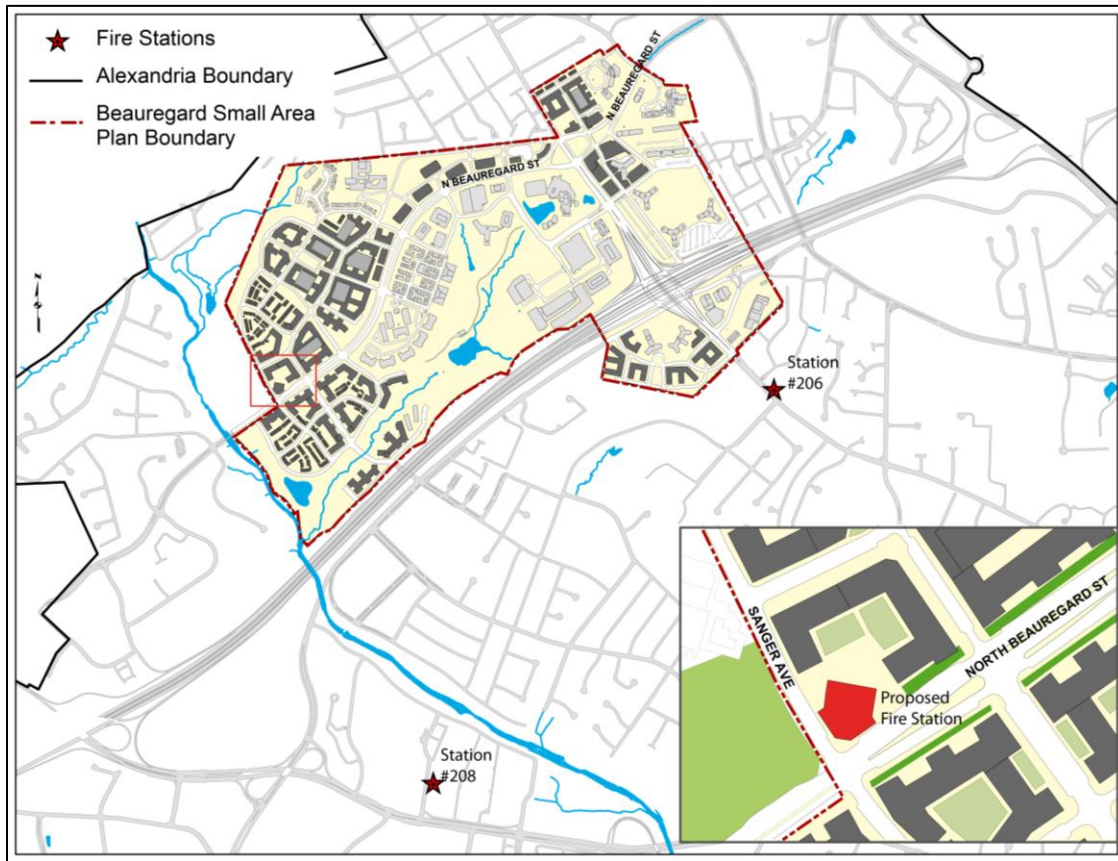 Fire Stations
Alexandria Boundary
Beauregard Small Area
Plan Boundary
N BEAUREGARD ST
N BEAUREGARD ST
Z
Station
#206
Station
#208
SANGER AVE
NORTH BEAUREGARD ST
Proposed
Fire Station